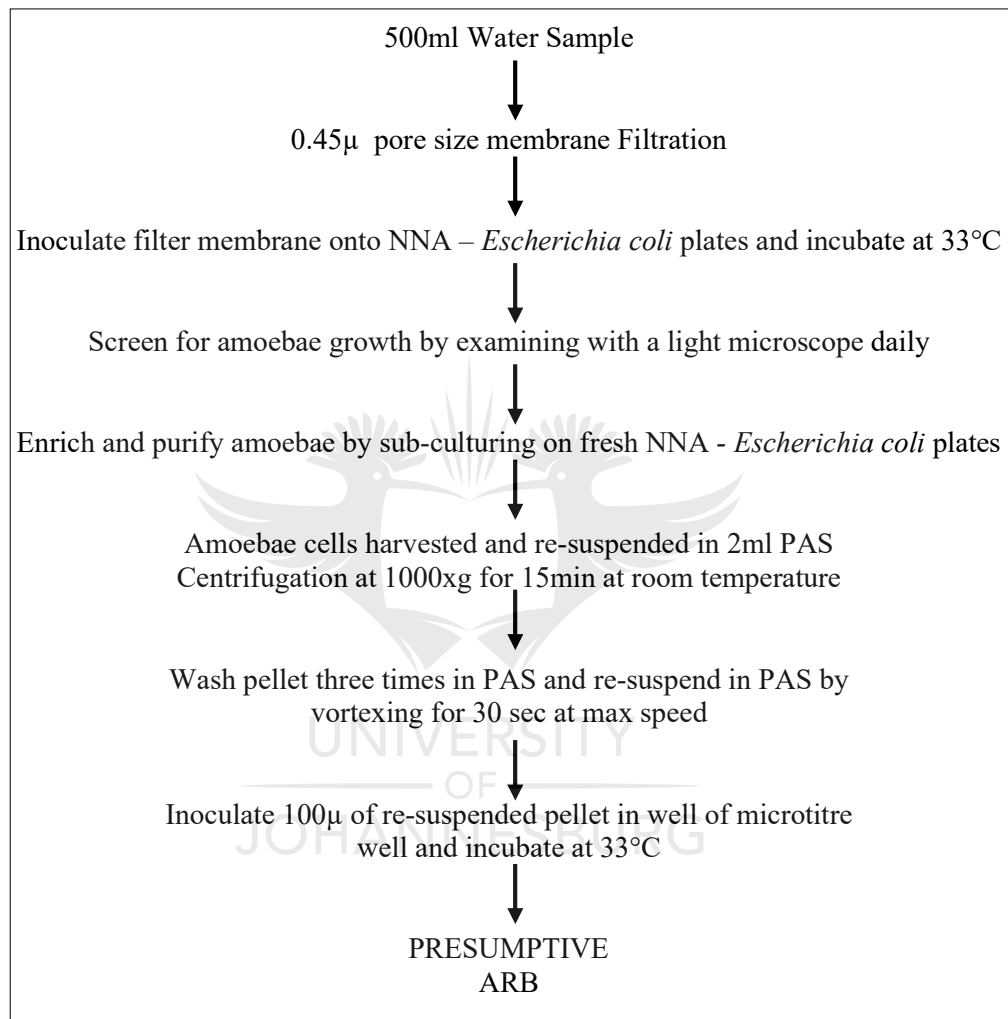 500ml Water Sample
0.45µ pore size membrane Filtration
Inoculate filter membrane onto NNA – Escherichia coli plates and incubate at 33°C
Screen for amoebae growth by examining with a light microscope daily
Enrich and purify amoebae by sub-culturing on fresh NNA - Escherichia coli plates
Amoebae cells harvested and re-suspended in 2ml PAS
Centrifugation at 1000xg for 15min at room temperature
Wash pellet three times in PAS and re-suspend in PAS by
vortexing for 30 sec at max speed
UNIVERSITY
OF
Inoculate 100µ of re-suspended pellet in well of microtitre
JOHANNESBURG
well and incubate at 33°C
PRESUMPTIVE
ARB